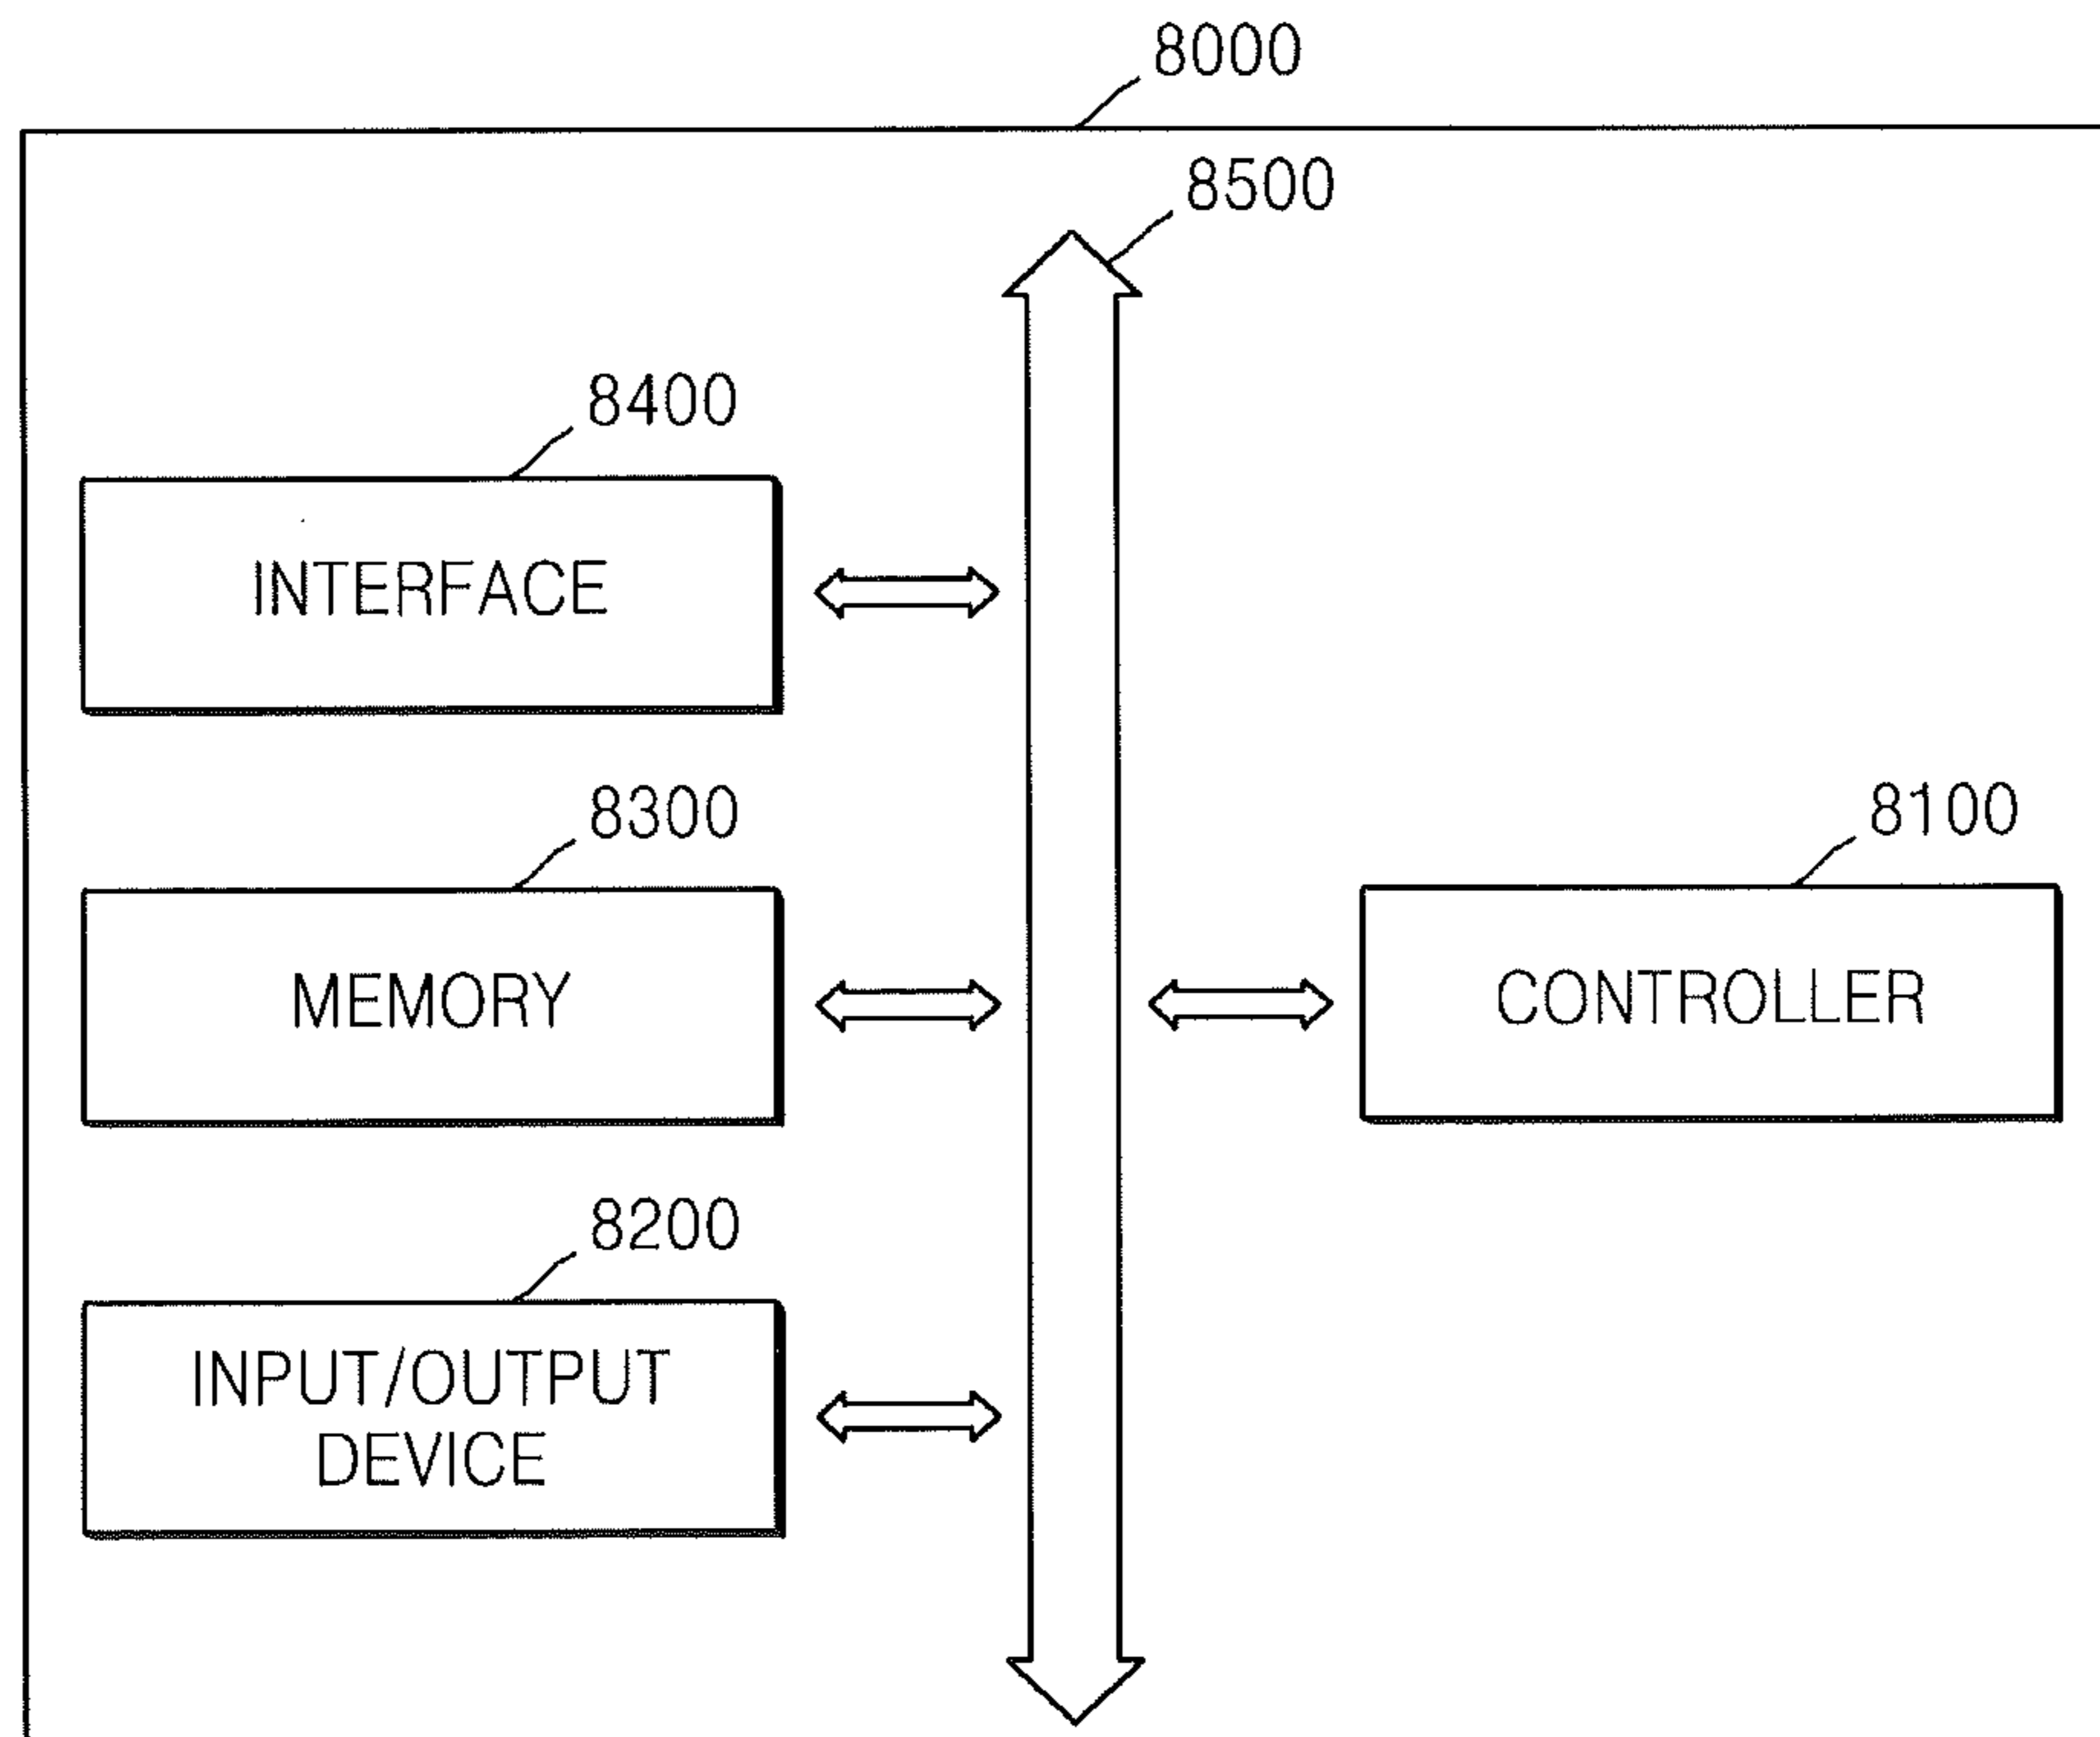 8000
8500
8400
INTERFACE
8300
MEMORY
8100
CONTROLLER
8200
INPUT/OUTPUT
DEVICE